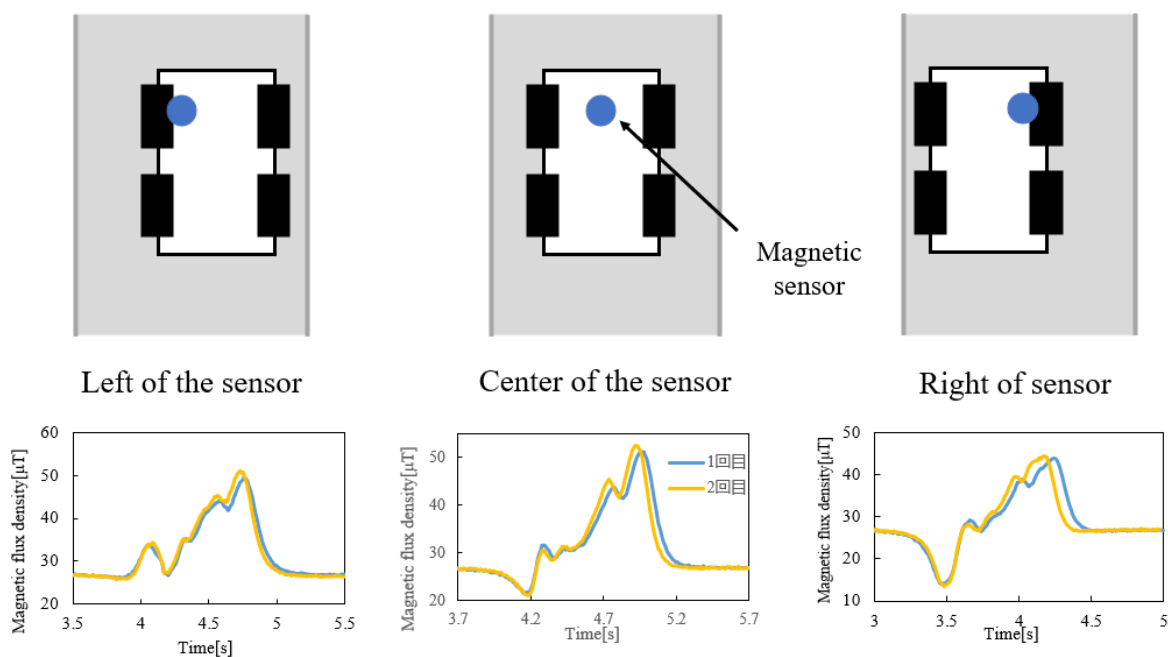 Magnetic
sensor
Left of the sensor
Center of the sensor
Right of sensor
Magnetic flux density[μT]
60
50
40
30
20
3.5
4
4.5
5
5.5
Time[s]
Magnetic flux density[μT]
50
40
30
20
3.7
4.2
4.7
5.2
5.7
Time[s]
1回目
2回目
Magnetic flux density[μT]
50
40
30
20
10
3
3.5
4
4.5
5
Time[s]